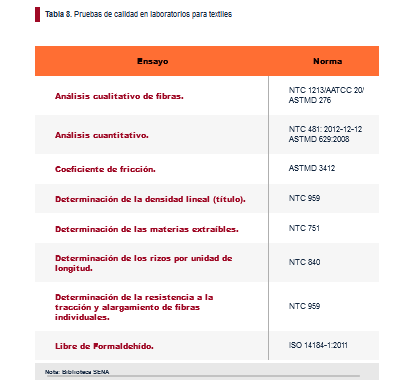 Tabla 8. Pruebas de calidad en laboratorios para textiles
Ensayo Norma
Análisis cualitativo de fibras. NTC 1213/AATCC 20/
ASTMD 276
Análisis cuantitativo. NTC 481: 2012-12-12
ASTMD 629:2008
Coeficiente de fricción. ASTMD 3412
Determinación de la densidad lineal (título). NTC 959
Determinación de las materias extraíbles. NTC 751
Determinación de los rizos por unidad de
longitud. NTC 840
Determinación de la resistencia a la
tracción y alargamiento de fibras
individuales. NTC 959
Libre de Formaldehído. ISO 14184-1:2011
Nota: Biblioteca SENA